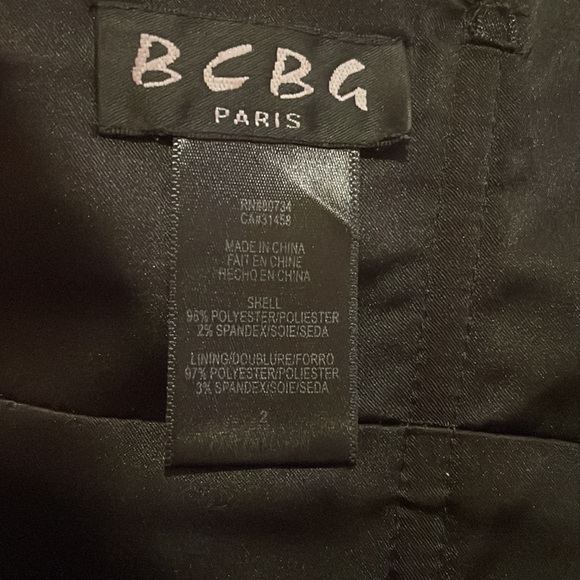 BCBG
PARIS
RN#80734
CA#31458
MADE IN CHINA
FAIT EN CHINE
HECHO EN CHINA
SHELL
98% POLYESTER/POLIESTER
2% SPANDEX/SOIE/SEDA
LINING/DOUBLURE/FORRO
97% POLYESTER/POLIESTER
3% SPANDEX/SOIE/SEDA
2